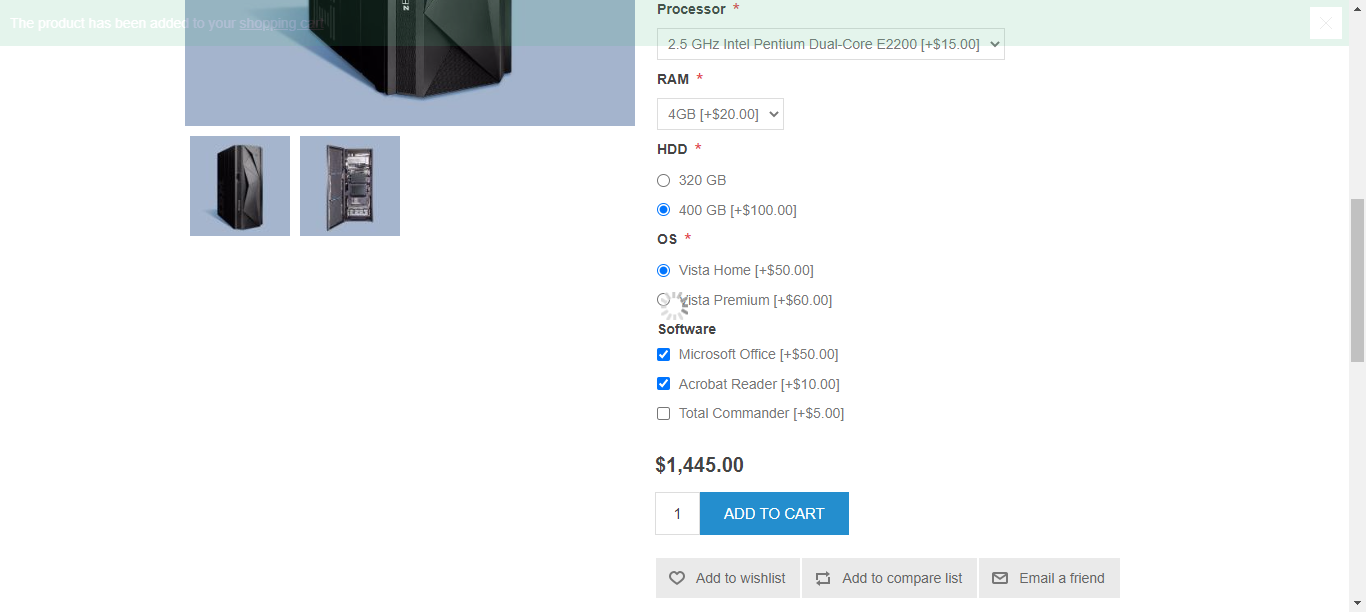 The product has been added to your shopping cart
Processor *
2.5 GHz Intel Pentium Dual-Core E2200 [+$15.00]
RAM *
4GB [+$20.00]
HDD *
320 GB
400 GB [+$100.00]
OS *
Vista Home [+$50.00]
Vista Premium [+$60.00]
Software
Microsoft Office [+$50.00]
Acrobat Reader [+$10.00]
Total Commander [+$5.00]
$1,445.00
1 ADD TO CART
Add to wishlist Add to compare list Email a friend